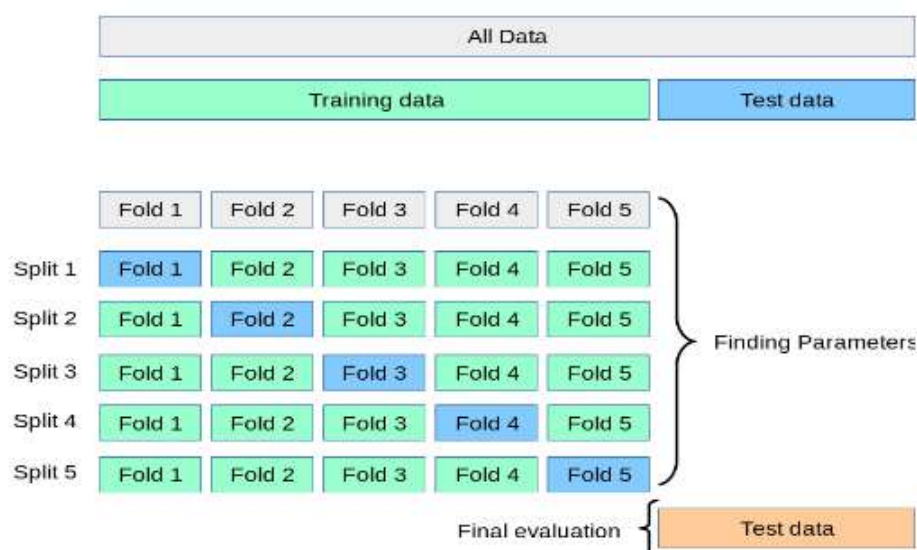 All Data
Training data Test data
Fold 1 Fold 2 Fold 3 Fold 4 Fold 5
Split 1 Fold 1 Fold 2 Fold 3 Fold 4 Fold 5
Split 2 Fold 1 Fold 2 Fold 3 Fold 4 Fold 5
Finding Parameters
Split 3 Fold 1 Fold 2 Fold 3 Fold 4 Fold 5
Split 4 Fold 1 Fold 2 Fold 3 Fold 4 Fold 5
Split 5 Fold 1 Fold 2 Fold 3 Fold 4 Fold 5
Final evaluation Test data